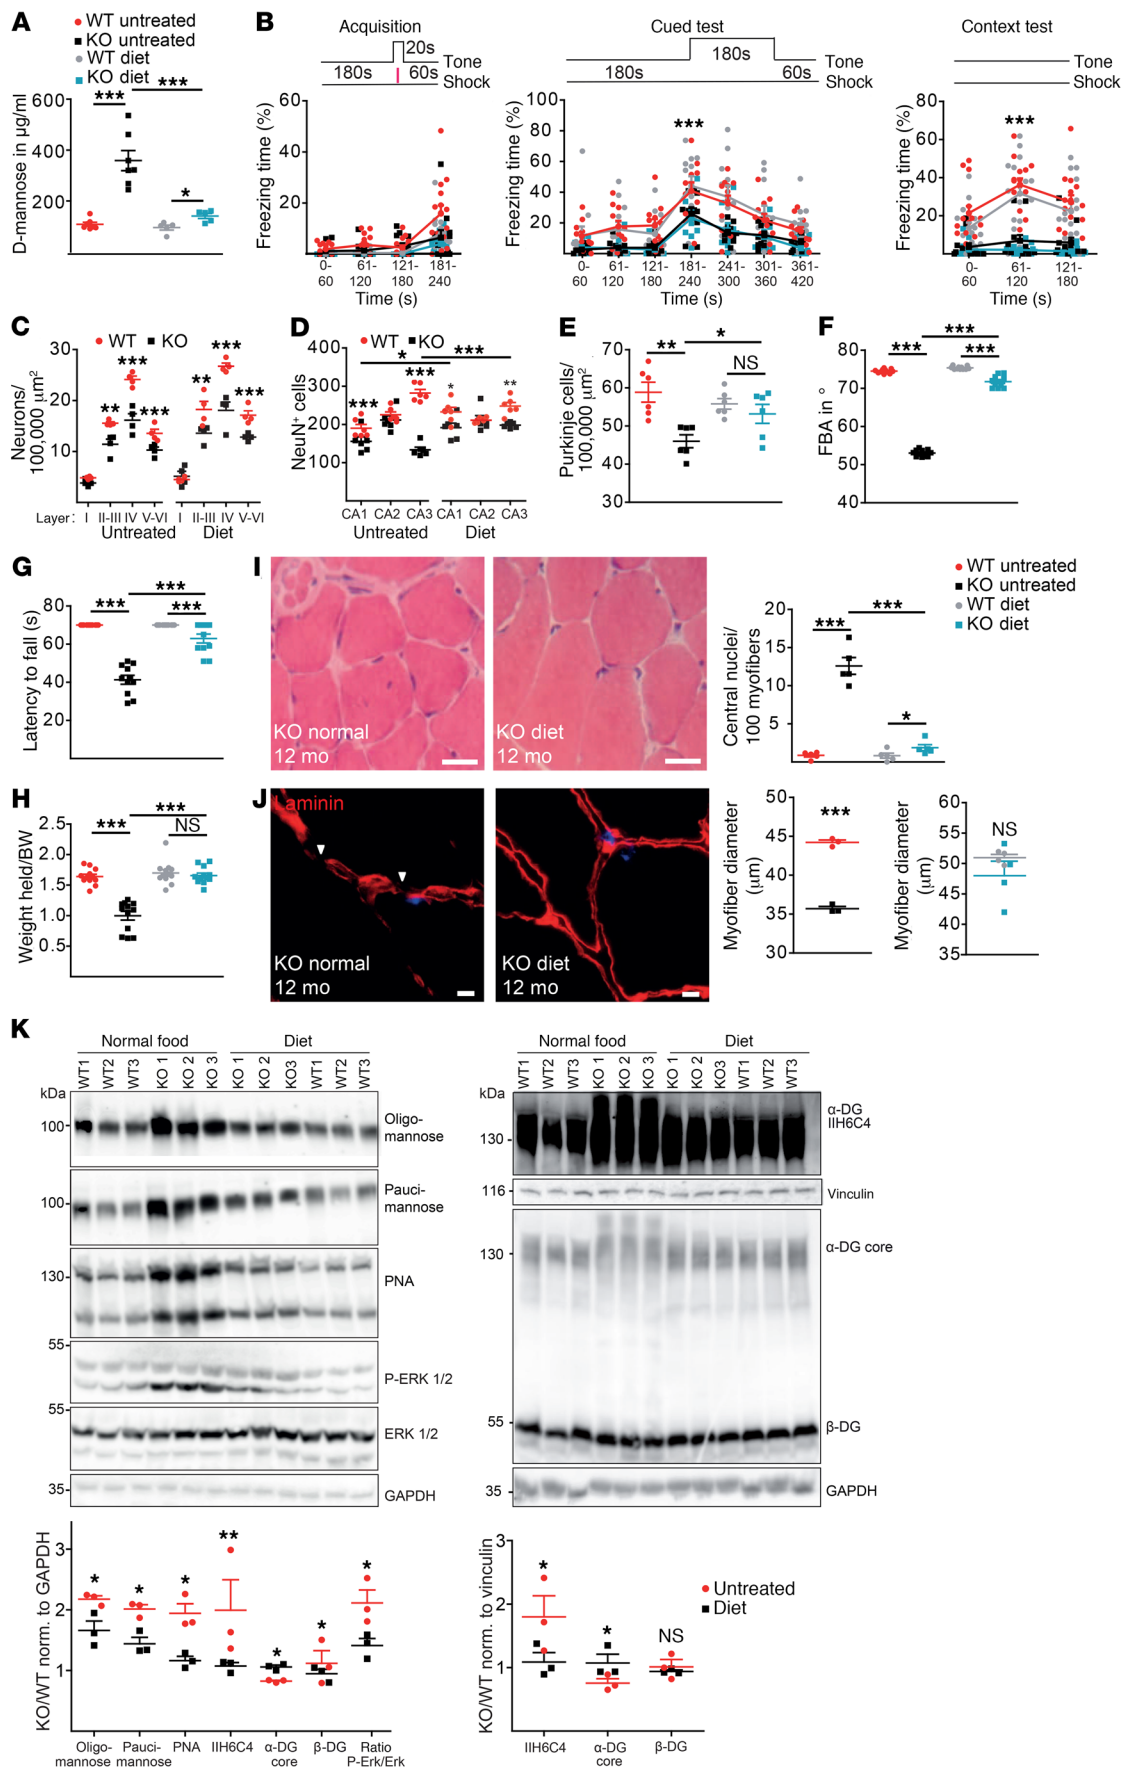 A
WT untreated
KO untreated
WT diet
KO diet
D-mannose in µg/ml
600
400
200
***
***
*
B
Acquisition
20s
Tone
180s
60s
Shock
Freezing time (%)
60
40
20
0-60
61-120
121-180
181-240
Time (s)
Cued test
180s
Tone
180s
60s
Shock
Freezing time (%)
100
80
60
40
20
***
0-60
61-120
121-180
181-240
241-300
301-360
361-420
Time (s)
Context test
Tone
Shock
Freezing time (%)
80
60
40
20
***
0-60
61-120
121-180
Time (s)
C
WT KO
Neurons/
100,000 µm²
30
20
10
**
***
***
**
***
***
Layer: I II-III IV V-VI I II-III IV V-VI
Untreated Diet
D
WT KO
NeuN+ cells
400
300
200
100
*
***
***
***
*
**
CA1 CA2 CA3 CA1 CA2 CA3
Untreated Diet
E
Purkinje cells/
100,000 µm²
70
60
50
40
30
**
*
NS
F
FBA in °
80
70
60
50
40
***
***
***
G
Latency to fall (s)
80
60
40
20
***
***
***
I
KO normal
12 mo
KO diet
12 mo
WT untreated
KO untreated
WT diet
KO diet
Central nuclei/
100 myofibers
20
15
10
5
***
***
*
H
Weight held/BW
2.5
2.0
1.5
1.0
0.5
***
***
NS
J
Laminin
KO normal
12 mo
KO diet
12 mo
Myofiber diameter
(µm)
50
45
40
35
30
***
Myofiber diameter
(µm)
60
55
50
45
40
35
NS
K
Normal food Diet
WT1 WT2 WT3 KO 1 KO 2 KO 3 KO 1 KO 2 KO3 WT1 WT2 WT3
kDa
100
Oligo-
mannose
100
Pauci-
mannose
130
PNA
55
P-ERK 1/2
55
ERK 1/2
35
GAPDH
Normal food Diet
WT1 WT2 WT3 KO 1 KO 2 KO 3 KO 1 KO 2 KO3 WT1 WT2 WT3
kDa
α-DG
IIH6C4
130
116
Vinculin
130
α-DG core
55
β-DG
35
GAPDH
KO/WT norm. to GAPDH
3
2
1
*
*
*
**
*
*
*
Oligo-
mannose
Pauci-
mannose
PNA
IIH6C4
α-DG
core
β-DG
Ratio
P-Erk/Erk
KO/WT norm. to vinculin
3
2
1
*
*
NS
IIH6C4
α-DG
core
β-DG
Untreated
Diet